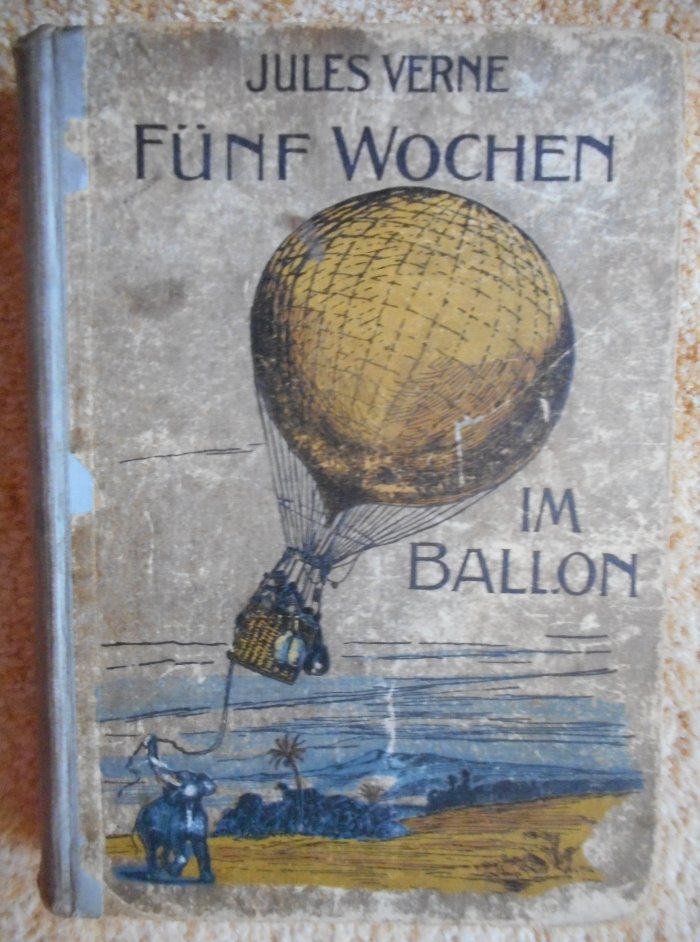 JULES VERNE
FÜNF WOCHEN
IM
BALLON